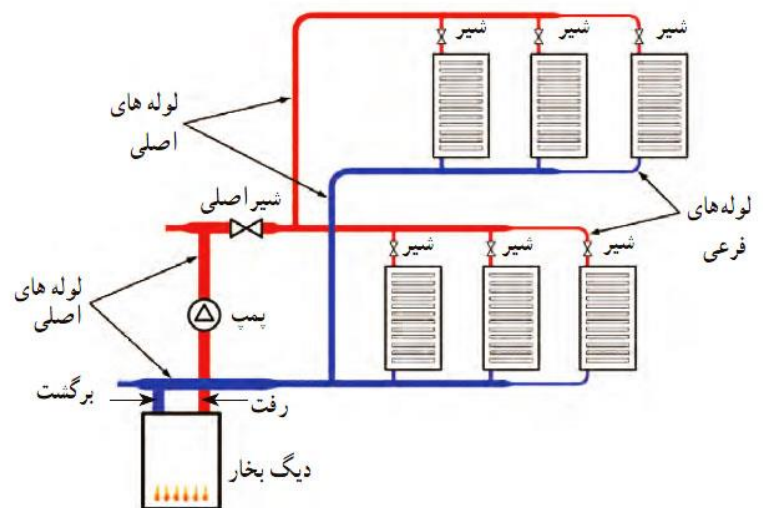 شیر
شیر
شیر
لوله های
اصلی
شیر اصلی
لوله‌های
فرعی
شیر
شیر
شیر
لوله های
اصلی
پمپ
برگشت
رفت
دیگ بخار